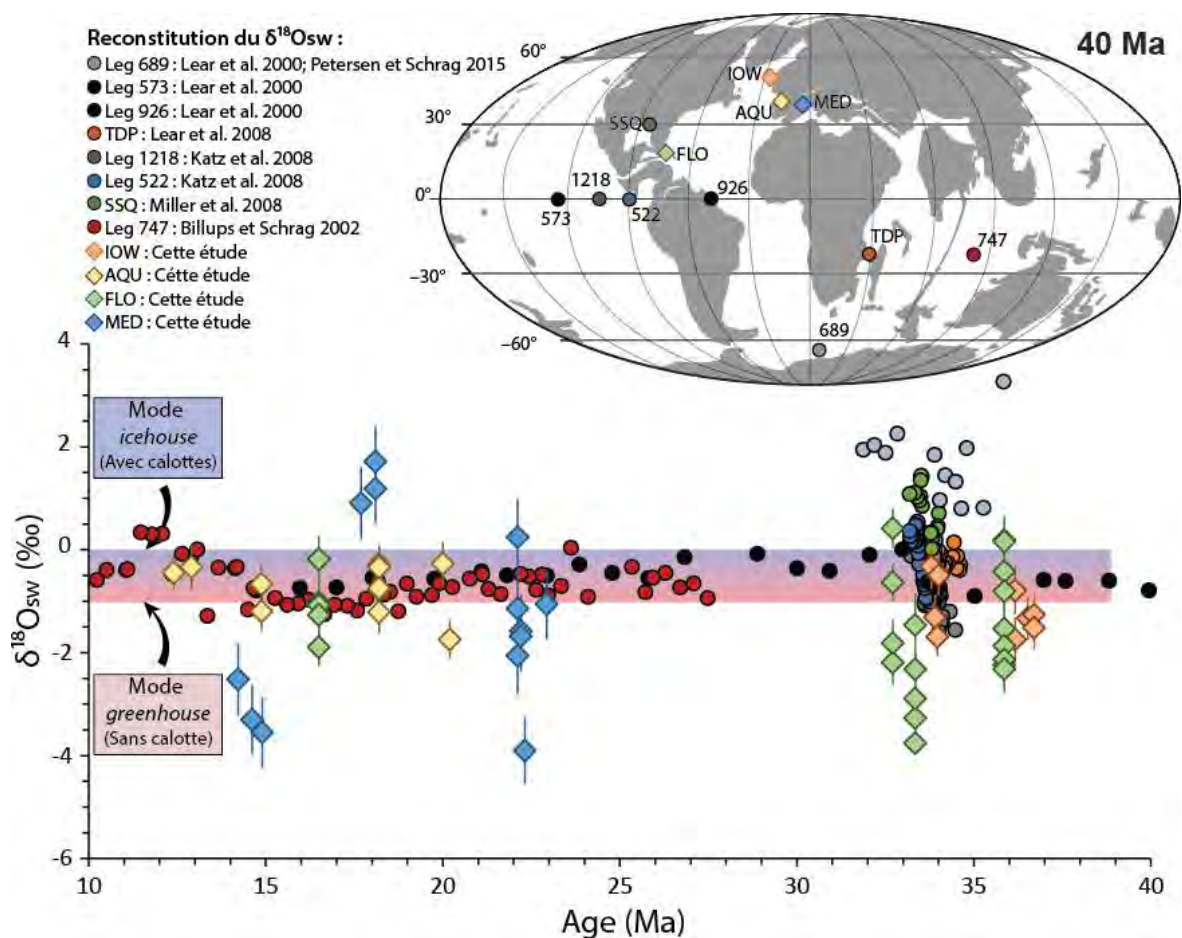 Reconstitution du δ¹⁸Osw :
Leg 689 : Lear et al. 2000; Petersen et Schrag 2015
Leg 573 : Lear et al. 2000
Leg 926 : Lear et al. 2000
TDP : Lear et al. 2008
Leg 1218 : Katz et al. 2008
Leg 522 : Katz et al. 2008
SSQ : Miller et al. 2008
Leg 747 : Billups et Schrag 2002
IOW : Cette étude
AQU : Cétte étude
FLO : Cette étude
MED : Cette étude
40 Ma
60°
30°
0°
−30°
−60°
IOW
AQU
MED
SSQ
FLO
573
1218
522
926
TDP
747
689
4
2
0
-2
-4
-6
δ¹⁸Osw (‰)
Mode
icehouse
(Avec calottes)
Mode
greenhouse
(Sans calotte)
10
15
20
25
30
35
40
Age (Ma)